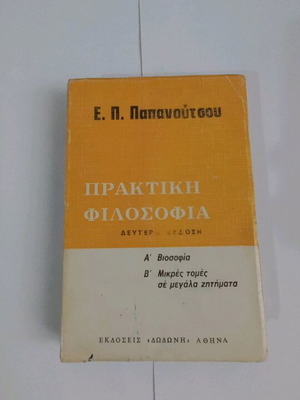 Ε. Π. Παπανούτσου
ΠΡΑΚΤΙΚΗ
ΦΙΛΟΣΟΦΙΑ
ΔΕΥΤΕΡΗ ΕΚΔΟΣΗ
Α΄ Βιοσοφία
Β΄ Μικρές τομές
σέ μεγάλα ζητήματα
ΕΚΔΟΣΕΙΣ «ΔΩΔΩΝΗ» ΑΘΗΝΑ